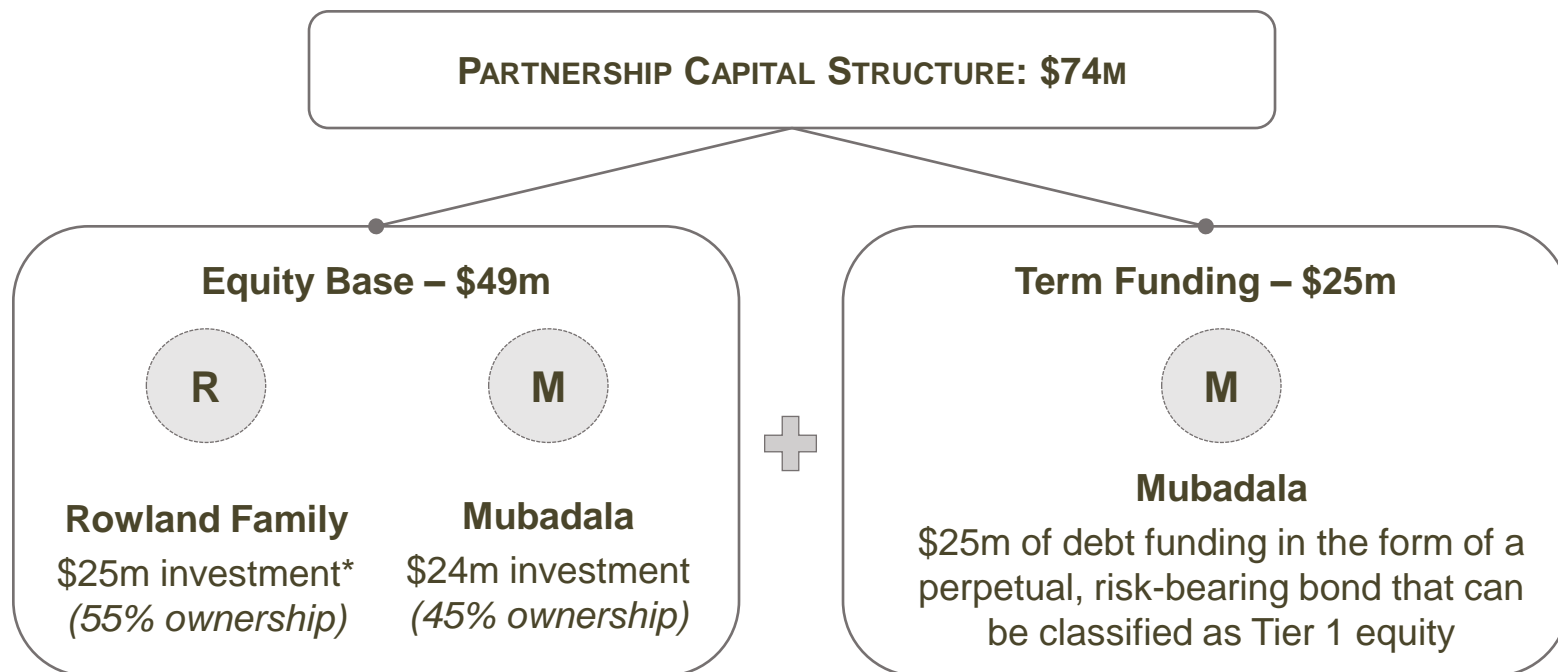 PARTNERSHIP CAPITAL STRUCTURE: $74M
Equity Base – $49m
R
M
Rowland Family
$25m investment*
(55% ownership)
Mubadala
$24m investment
(45% ownership)
Term Funding – $25m
M
Mubadala
$25m of debt funding in the form of a
perpetual, risk-bearing bond that can
be classified as Tier 1 equity